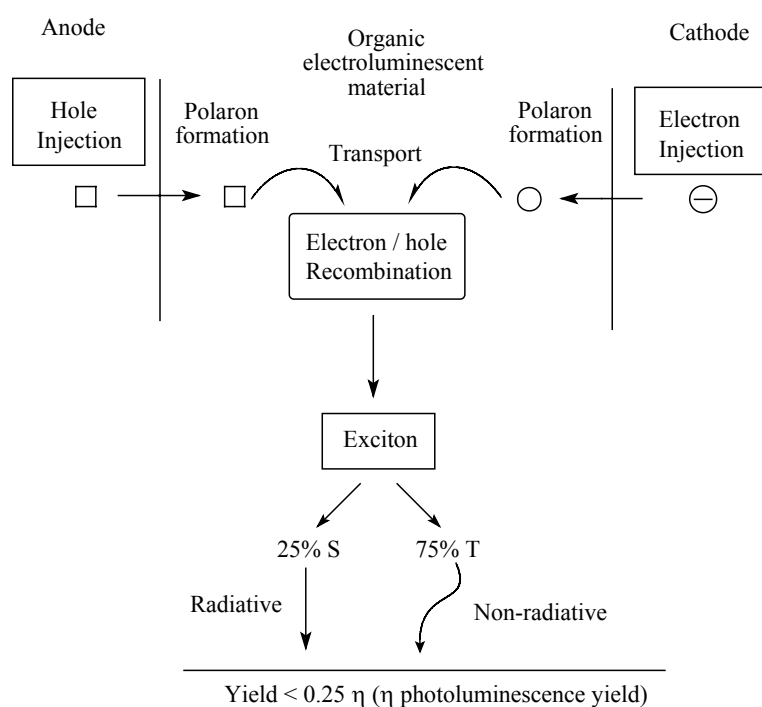 Anode
Organic
electroluminescent
material
Cathode
Hole
Injection
Polaron
formation
Transport
Polaron
formation
Electron
Injection
Electron / hole
Recombination
Exciton
25% S
75% T
Radiative
Non-radiative
Yield < 0.25 η (η photoluminescence yield)